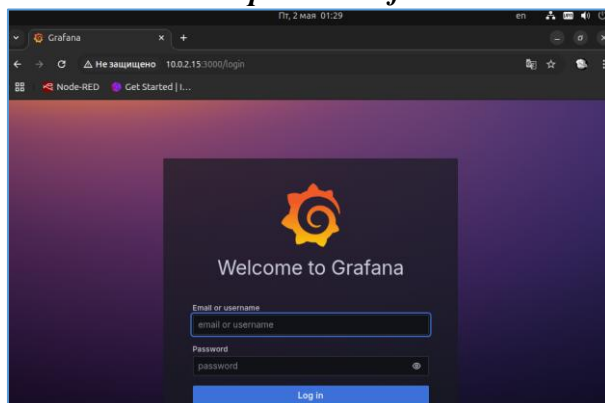 Пт, 2 мая 01:29
en
Grafana
Не защищено 10.0.2.15:3000/login
Node-RED
Get Started | I...
Welcome to Grafana
Email or username
email or username
Password
password
Log in